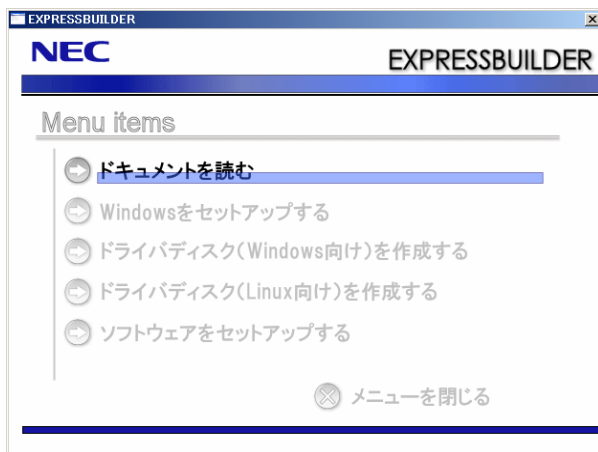 EXPRESSBUILDER
NEC
EXPRESSBUILDER
Menu items
ドキュメントを読む
Windowsをセットアップする
ドライバディスク(Windows向け)を作成する
ドライバディスク(Linux向け)を作成する
ソフトウェアをセットアップする
メニューを閉じる